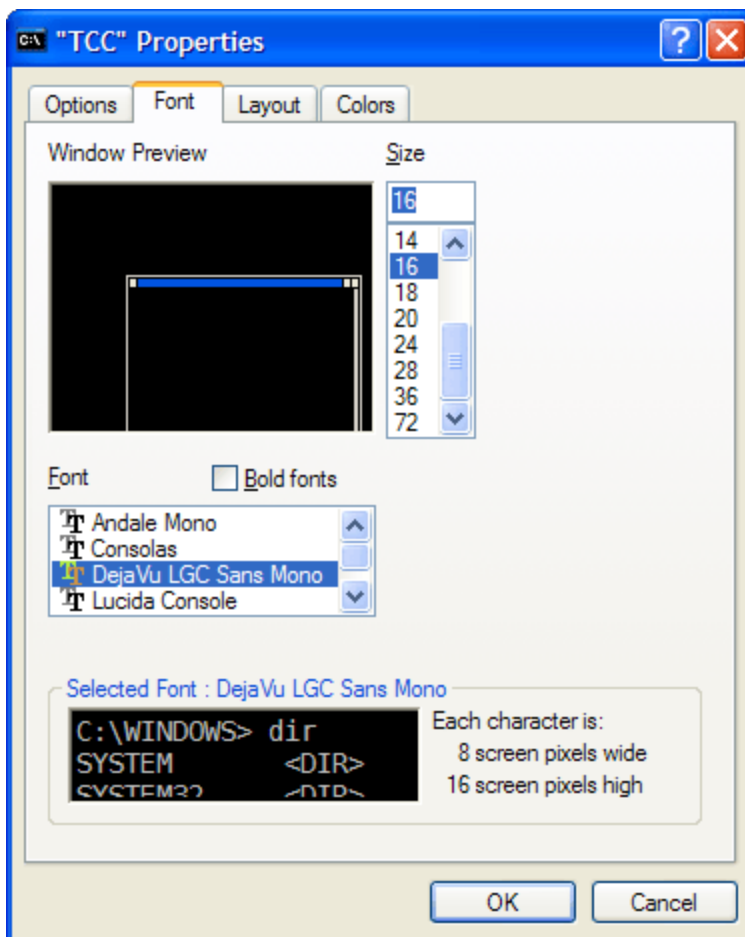 C:\ "TCC" Properties
Options Font Layout Colors
Window Preview
Size
16
14
16
18
20
24
28
36
72
Font
Bold fonts
Andale Mono
Consolas
DejaVu LGC Sans Mono
Lucida Console
Selected Font : DejaVu LGC Sans Mono
C:\WINDOWS> dir
SYSTEM <DIR>
SYSTEM32 <DIR>
Each character is:
8 screen pixels wide
16 screen pixels high
OK Cancel